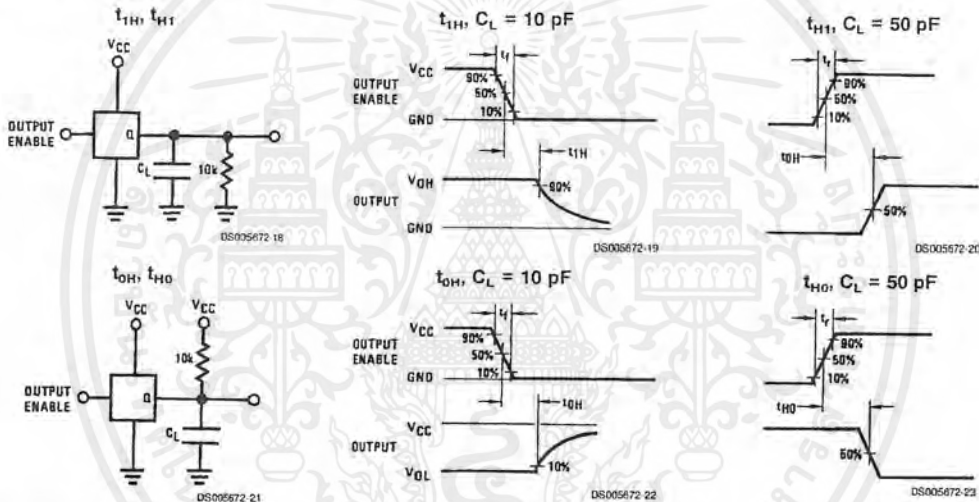 t1H, tH1
VCC
OUTPUT
ENABLE
Q
CL
10k
DS005672-18
t1H, CL = 10 pF
tf
VCC
90%
50%
10%
OUTPUT
ENABLE
GND
t1H
VOH
90%
OUTPUT
GND
DS005672-19
tH1, CL = 50 pF
tr
90%
50%
10%
t0H
50%
DS005672-20
t0H, tH0
VCC
VCC
10k
OUTPUT
ENABLE
Q
CL
DS005672-21
t0H, CL = 10 pF
tf
VCC
90%
50%
10%
OUTPUT
ENABLE
GND
t0H
VCC
OUTPUT
10%
VOL
DS005672-22
tH0, CL = 50 pF
tr
90%
50%
10%
tH0
50%
DS005672-23